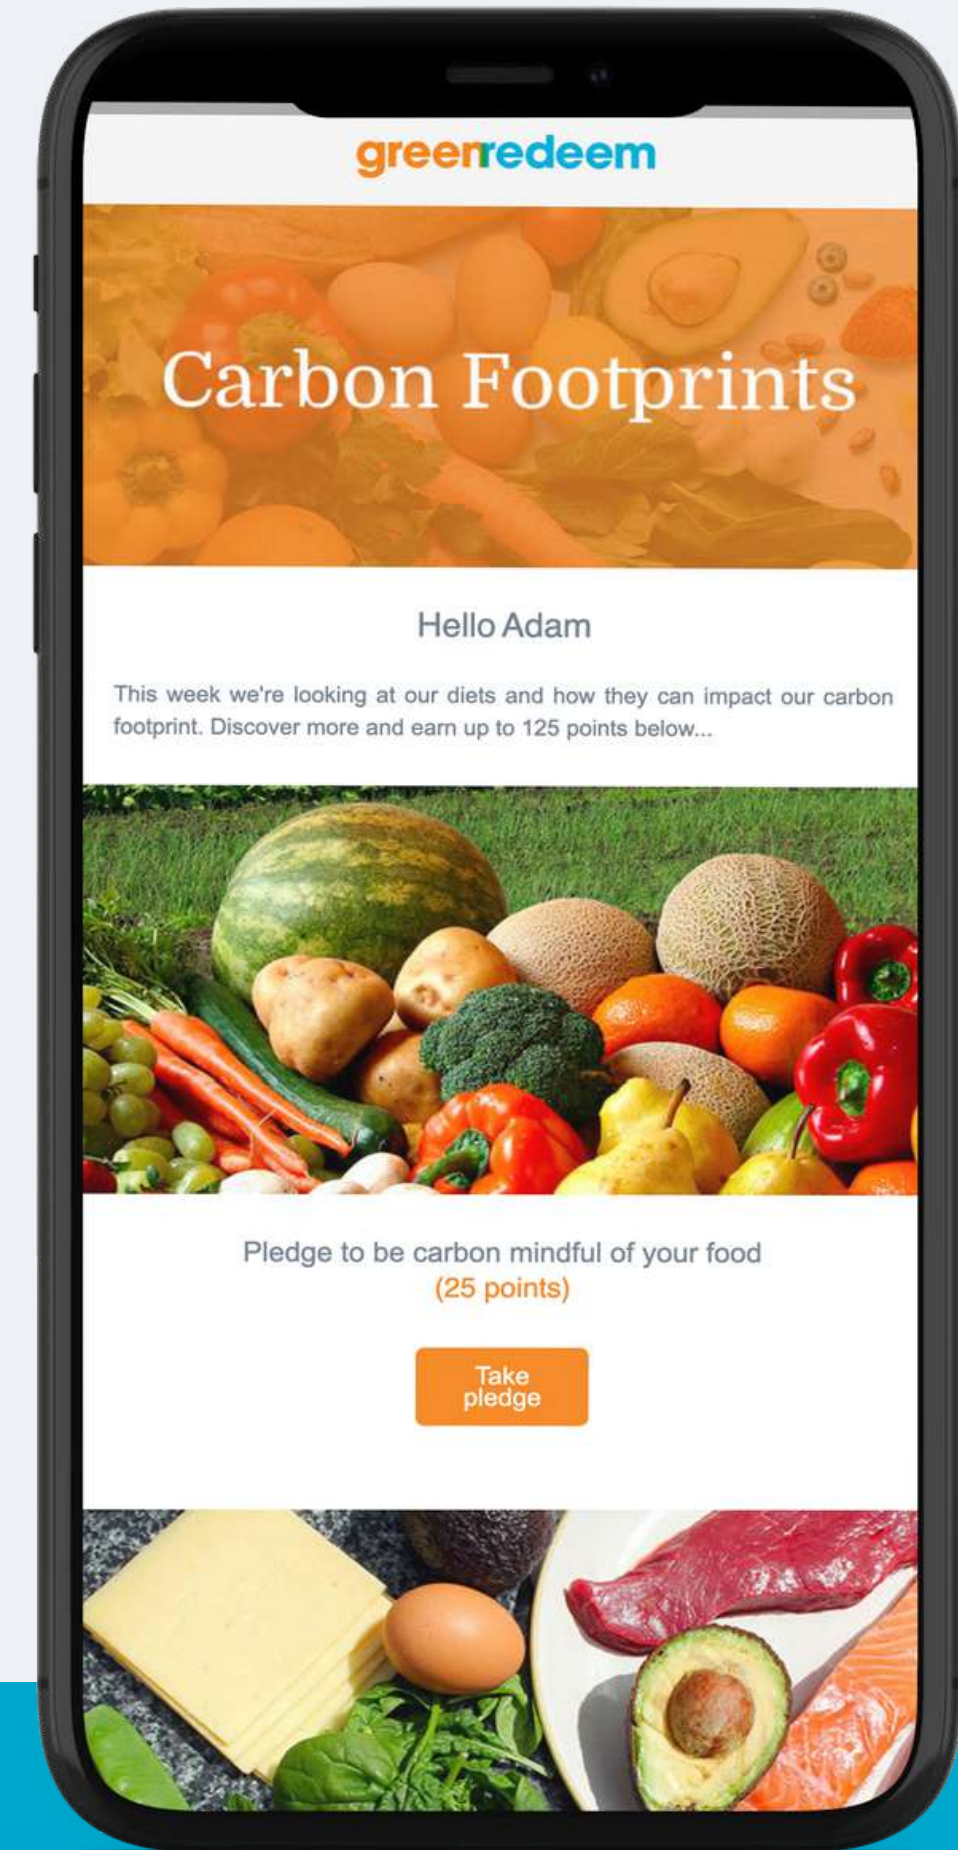 greenredeem
Carbon Footprints
Hello Adam
This week we're looking at our diets and how they can impact our carbon
footprint. Discover more and earn up to 125 points below...
Pledge to be carbon mindful of your food
(25 points)
Take
pledge